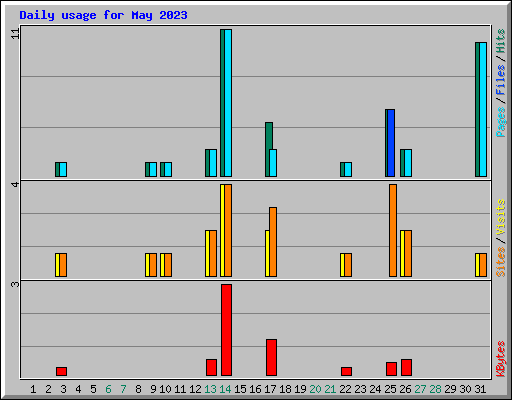 Daily usage for May 2023
11
Pages / Files / Hits
4
Sites / Visits
3
KBytes
1 2 3 4 5 6 7 8 9 10 11 12 13 14 15 16 17 18 19 20 21 22 23 24 25 26 27 28 29 30 31